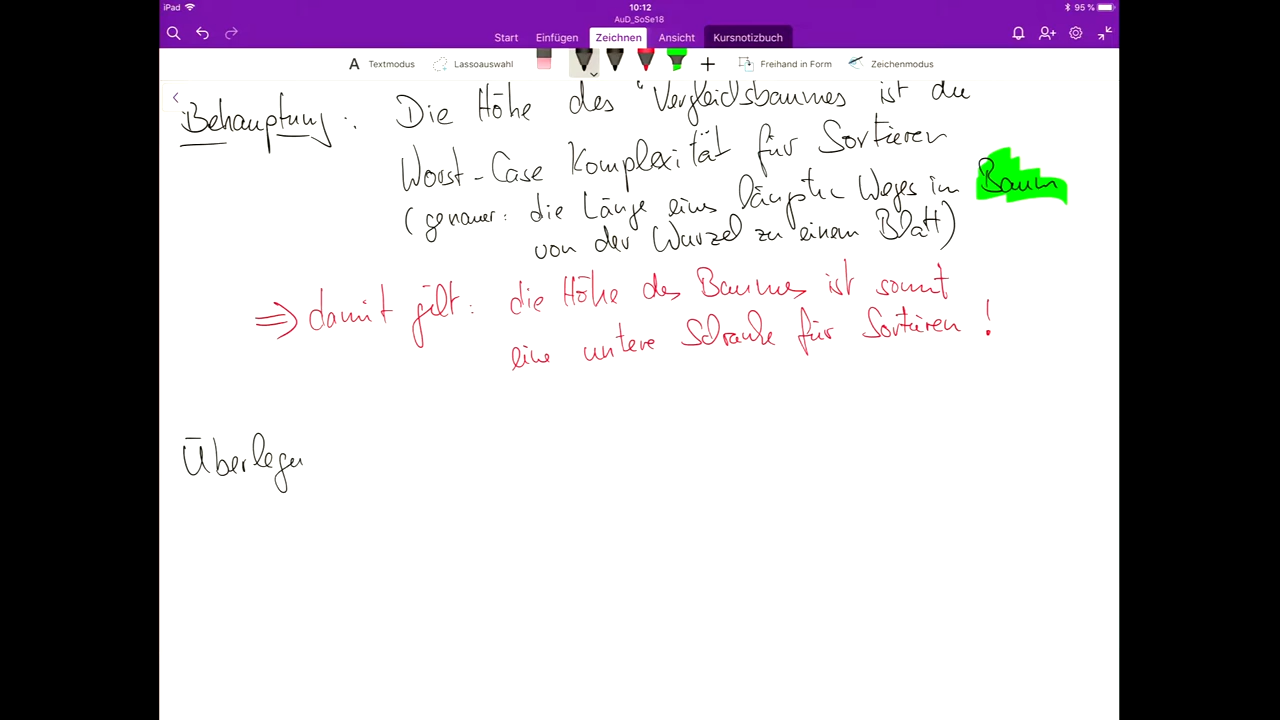 iPad 10:12 95 %
AuD_SoSe18
Start Einfügen Zeichnen Ansicht Kursnotizbuch
Textmodus Lassoauswahl Freihand in Form Zeichenmodus
Behauptung: Die Höhe des "Vergleichsbaumes ist die
Worst-Case Komplexität für Sortieren
(genauer: die Länge eines längsten Weges im Baum
von der Wurzel zu einem Blatt)
⇒ damit gilt: die Höhe des Baumes ist somit
eine untere Schranke für Sortieren!
Überlegu